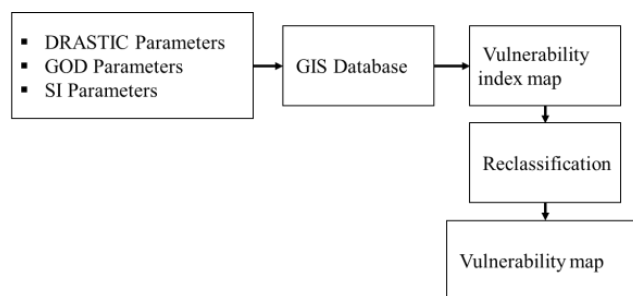 ▪ DRASTIC Parameters
▪ GOD Parameters
▪ SI Parameters
GIS Database
Vulnerability
index map
Reclassification
Vulnerability map